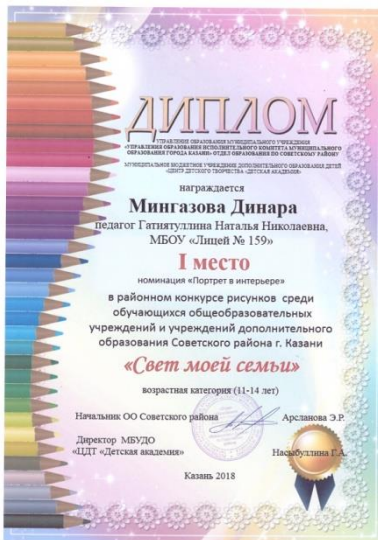 ДИПЛОМ
УПРАВЛЕНИЕ ОБРАЗОВАНИЯ МУНИЦИПАЛЬНОГО УЧРЕЖДЕНИЯ
«УПРАВЛЕНИЯ ОБРАЗОВАНИЯ ИСПОЛНИТЕЛЬНОГО КОМИТЕТА МУНИЦИПАЛЬНОГО
ОБРАЗОВАНИЯ ГОРОДА КАЗАНИ» ОТДЕЛ ОБРАЗОВАНИЯ ПО СОВЕТСКОМУ РАЙОНУ
МУНИЦИПАЛЬНОЕ БЮДЖЕТНОЕ УЧРЕЖДЕНИЕ ДОПОЛНИТЕЛЬНОГО ОБРАЗОВАНИЯ ДЕТЕЙ
«ЦЕНТР ДЕТСКОГО ТВОРЧЕСТВА «ДЕТСКАЯ АКАДЕМИЯ»
награждается
Мингазова Динара
педагог Гатиятуллина Наталья Николаевна,
МБОУ «Лицей № 159»
I место
номинация «Портрет в интерьере»
в районном конкурсе рисунков среди
обучающихся общеобразовательных
учреждений и учреждений дополнительного
образования Советского района г. Казани
«Свет моей семьи»
возрастная категория (11-14 лет)
Начальник ОО Советского района Арсланова Э.Р.
Директор МБУДО
«ЦДТ «Детская академия» Насыбуллина Г.А.
Казань 2018